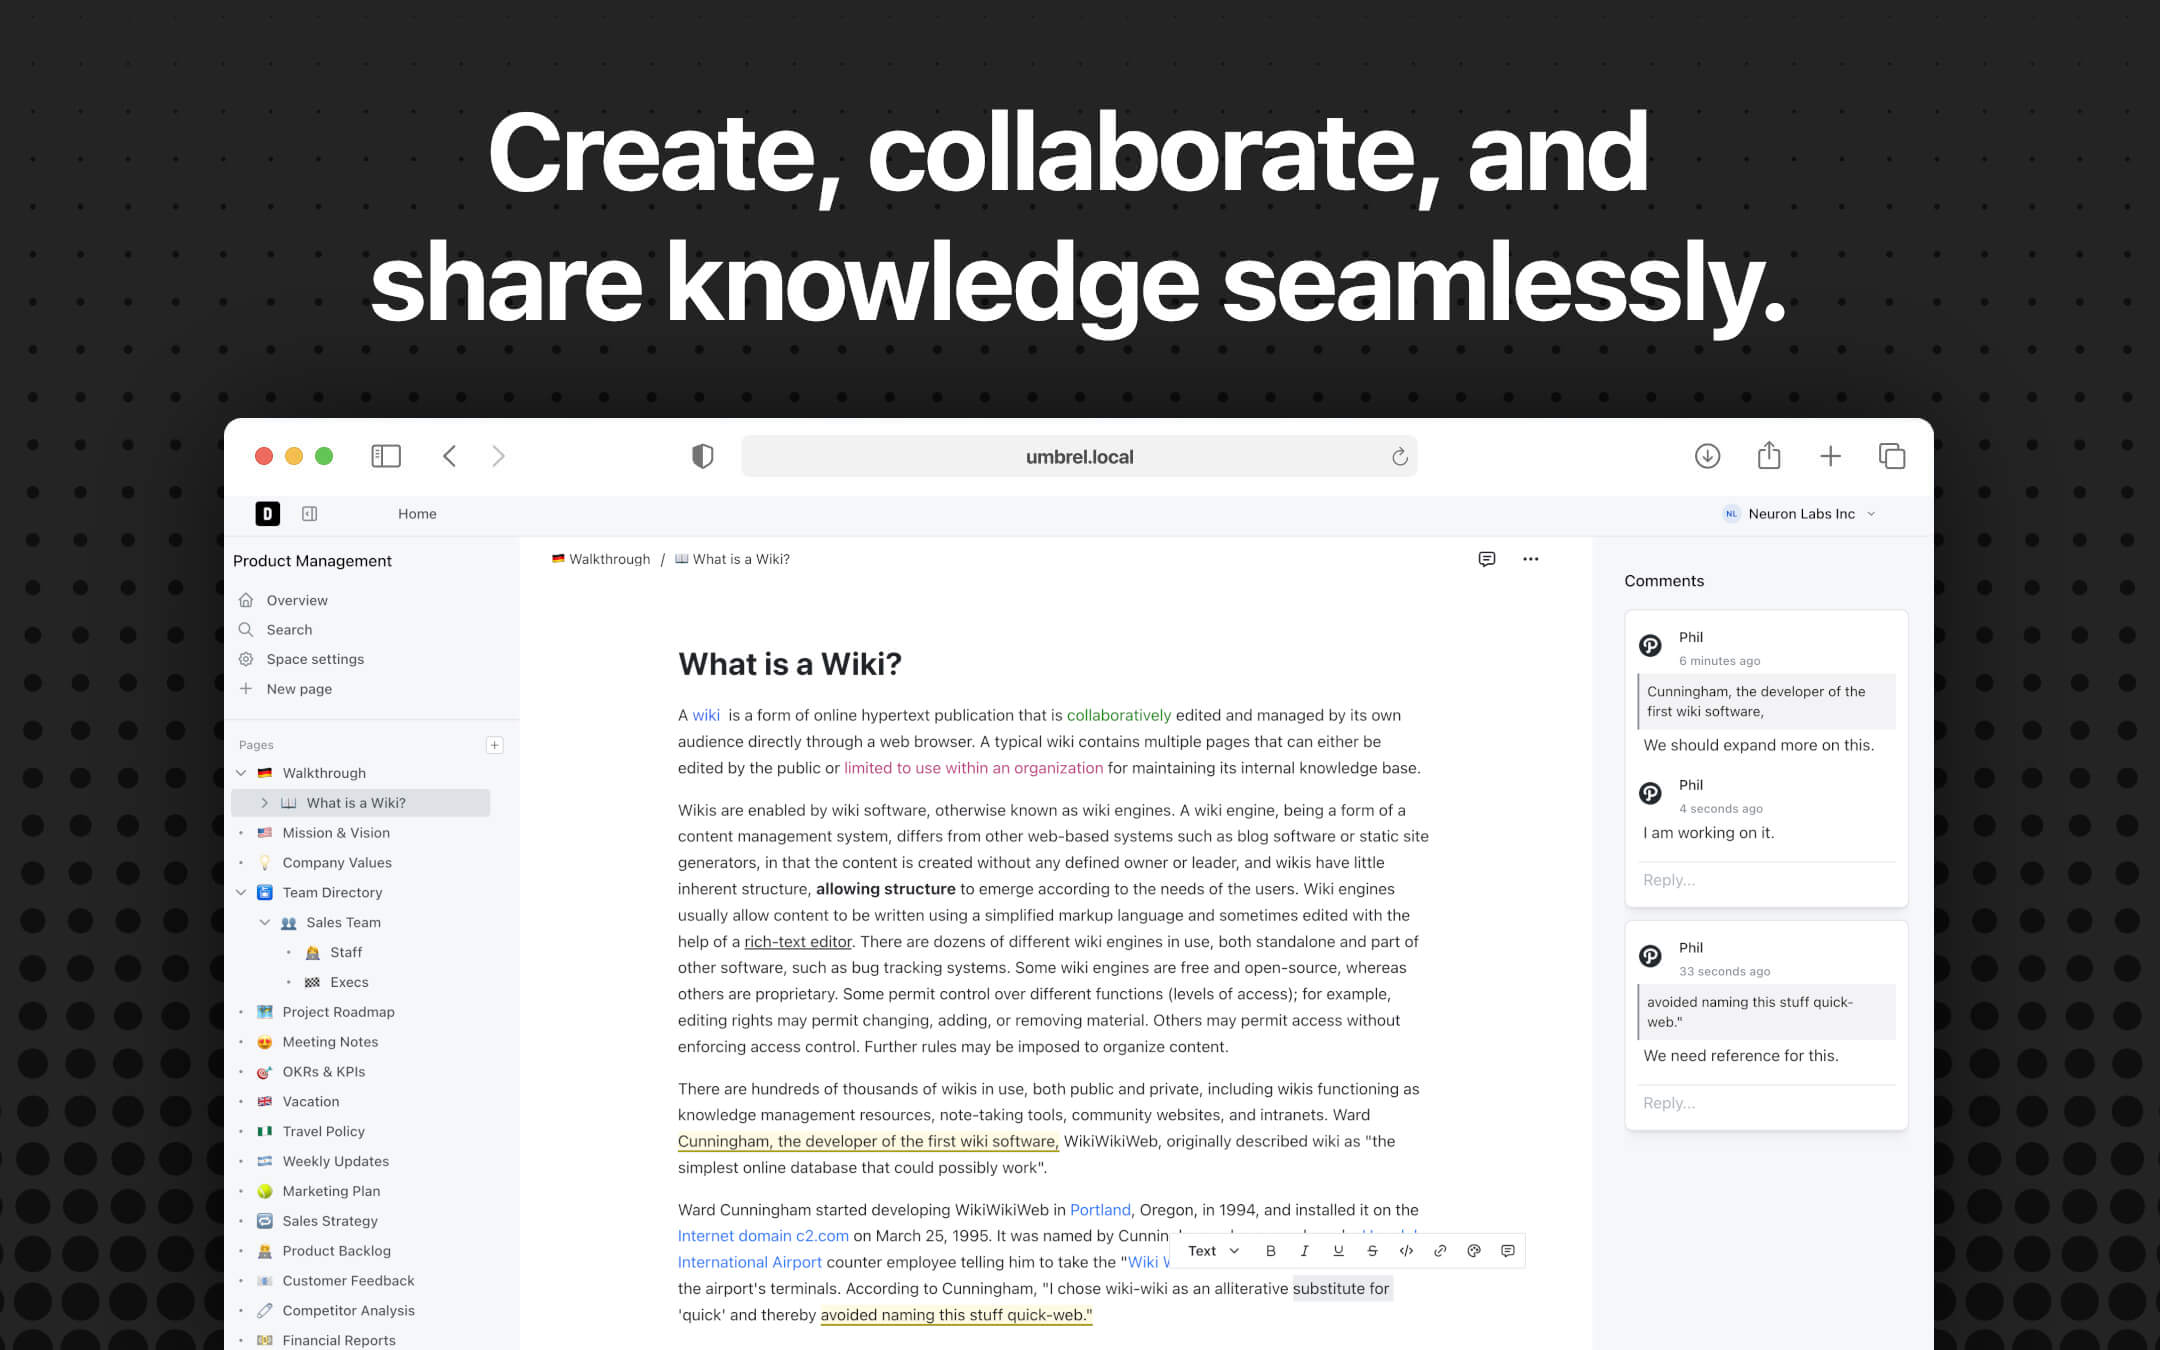 Create, collaborate, and
share knowledge seamlessly.
umbrel.local
D
Home
NL Neuron Labs Inc
Product Management
Overview
Search
Space settings
New page
Pages
Walkthrough
What is a Wiki?
Mission & Vision
Company Values
Team Directory
Sales Team
Staff
Execs
Project Roadmap
Meeting Notes
OKRs & KPIs
Vacation
Travel Policy
Weekly Updates
Marketing Plan
Sales Strategy
Product Backlog
Customer Feedback
Competitor Analysis
Financial Reports
Walkthrough / What is a Wiki?
What is a Wiki?
A wiki is a form of online hypertext publication that is collaboratively edited and managed by its own
audience directly through a web browser. A typical wiki contains multiple pages that can either be
edited by the public or limited to use within an organization for maintaining its internal knowledge base.
Wikis are enabled by wiki software, otherwise known as wiki engines. A wiki engine, being a form of a
content management system, differs from other web-based systems such as blog software or static site
generators, in that the content is created without any defined owner or leader, and wikis have little
inherent structure, allowing structure to emerge according to the needs of the users. Wiki engines
usually allow content to be written using a simplified markup language and sometimes edited with the
help of a rich-text editor. There are dozens of different wiki engines in use, both standalone and part of
other software, such as bug tracking systems. Some wiki engines are free and open-source, whereas
others are proprietary. Some permit control over different functions (levels of access); for example,
editing rights may permit changing, adding, or removing material. Others may permit access without
enforcing access control. Further rules may be imposed to organize content.
There are hundreds of thousands of wikis in use, both public and private, including wikis functioning as
knowledge management resources, note-taking tools, community websites, and intranets. Ward
Cunningham, the developer of the first wiki software, WikiWikiWeb, originally described wiki as "the
simplest online database that could possibly work".
Ward Cunningham started developing WikiWikiWeb in Portland, Oregon, in 1994, and installed it on the
Internet domain c2.com on March 25, 1995. It was named by
International Airport counter employee telling him to take the "Wiki
the airport's terminals. According to Cunningham, "I chose wiki-wiki as an alliterative substitute for
'quick' and thereby avoided naming this stuff quick-web."
Text B I U S </>
Comments
Phil
6 minutes ago
Cunningham, the developer of the
first wiki software,
We should expand more on this.
Phil
4 seconds ago
I am working on it.
Reply...
Phil
33 seconds ago
avoided naming this stuff quick-
web."
We need reference for this.
Reply...